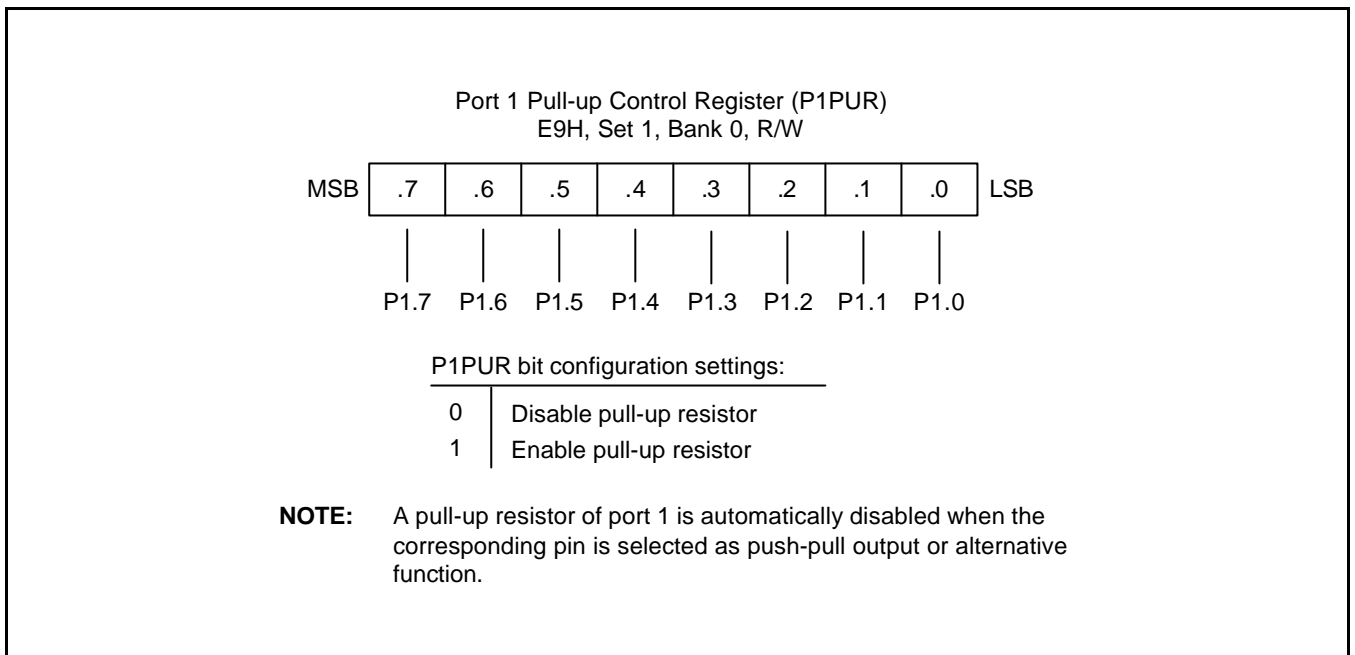 Port 1 Pull-up Control Register (P1PUR)
E9H, Set 1, Bank 0, R/W
MSB .7 .6 .5 .4 .3 .2 .1 .0 LSB
P1.7 P1.6 P1.5 P1.4 P1.3 P1.2 P1.1 P1.0
P1PUR bit configuration settings:
0 Disable pull-up resistor
1 Enable pull-up resistor
NOTE: A pull-up resistor of port 1 is automatically disabled when the
corresponding pin is selected as push-pull output or alternative
function.